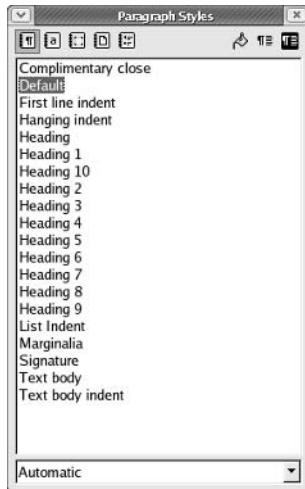 Paragraph Styles
Complimentary close
Default
First line indent
Hanging indent
Heading
Heading 1
Heading 10
Heading 2
Heading 3
Heading 4
Heading 5
Heading 6
Heading 7
Heading 8
Heading 9
List Indent
Marginalia
Signature
Text body
Text body indent
Automatic